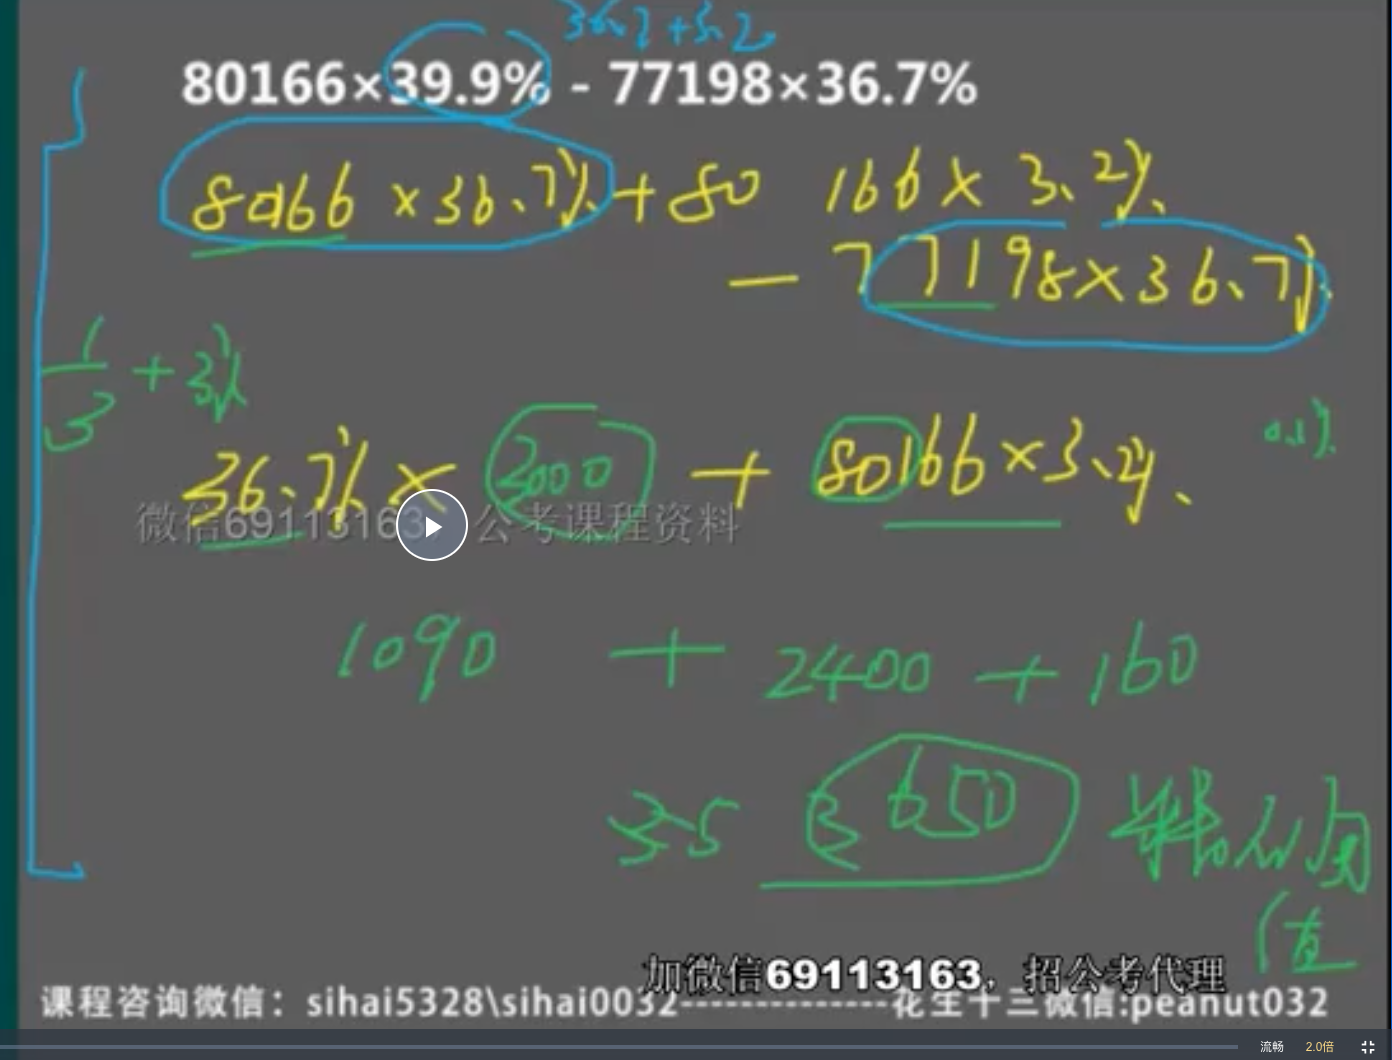 36.7+3.2
80166×39.9% - 77198×36.7%
80166×36.7%+80 166×3.2%
- 77198×36.7%
1/3+3%
0.1%
36.7%×3000 + 80166×3.2%
微信69113163 公考课程资料
1090 + 2400 + 160
35 3650
值
加微信69113163，招公考代理
课程咨询微信：sihai5328\sihai0032--------------花生十三微信:peanut032
流畅 2.0倍